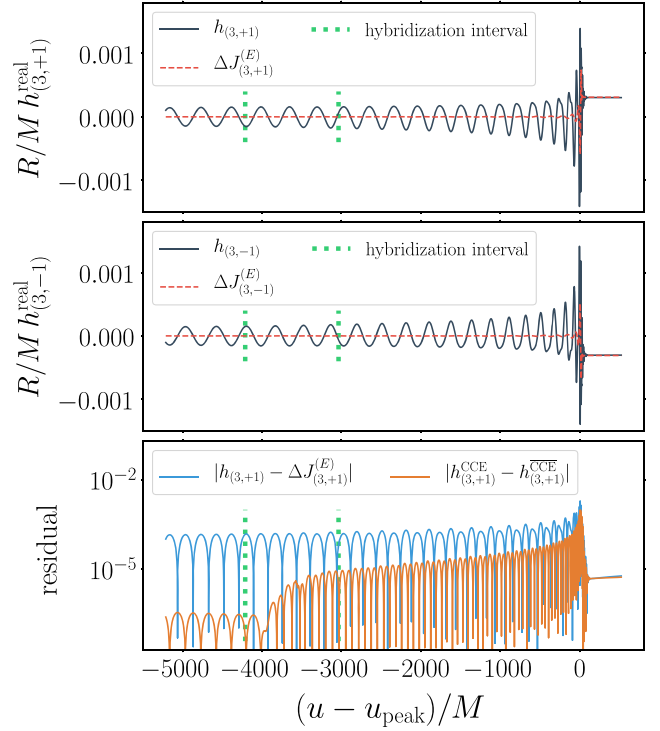 R/M h^{real}_{(3,+1)}
0.001
0.000
−0.001
h_{(3,+1)}
ΔJ^{(E)}_{(3,+1)}
hybridization interval
R/M h^{real}_{(3,−1)}
0.001
0.000
−0.001
h_{(3,−1)}
ΔJ^{(E)}_{(3,−1)}
hybridization interval
residual
10^{−2}
10^{−5}
|h_{(3,+1)} − ΔJ^{(E)}_{(3,+1)}|
|h^{CCE}_{(3,+1)} − h^{\overline{CCE}}_{(3,+1)}|
−5000 −4000 −3000 −2000 −1000 0
(u − u_{peak})/M